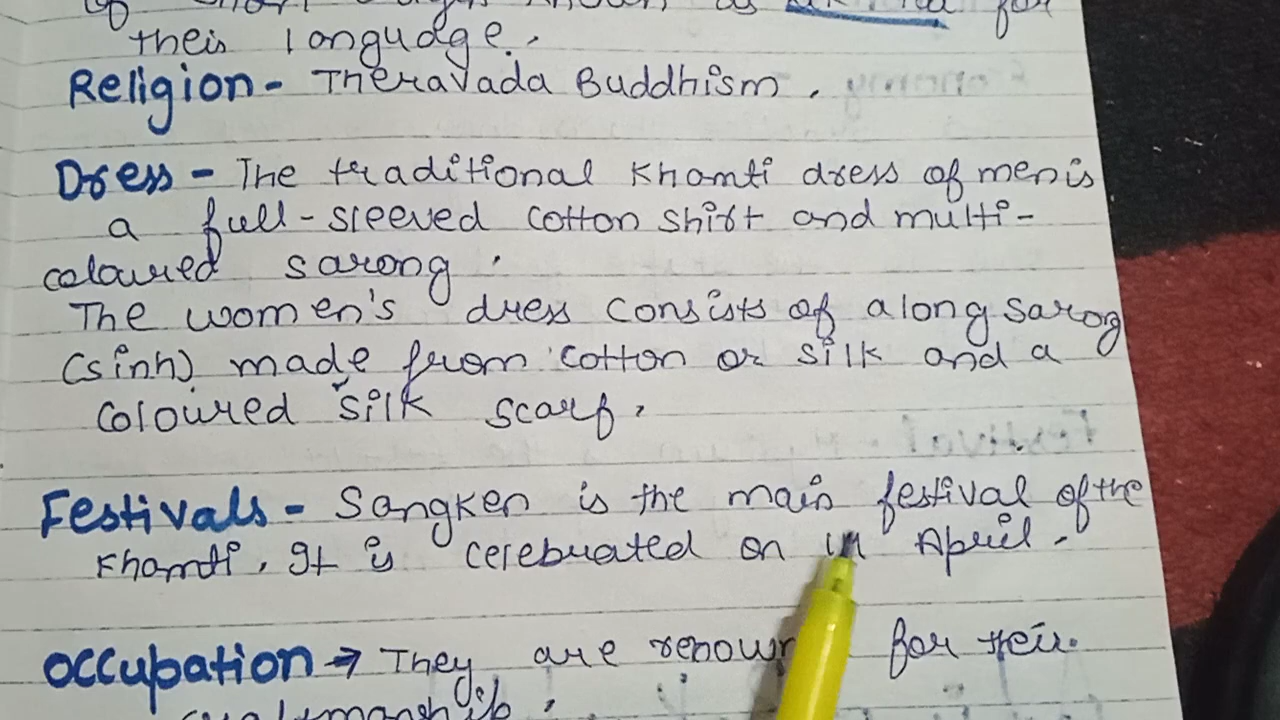 as for
their language.
Religion - Theravada Buddhism.
Dress - The traditional Khamti dress of men is
a full-sleeved cotton shirt and multi-
coloured sarong.
The women's dress consists of a long sarog
(sinh) made from cotton or silk and a
coloured silk scarf.
Festivals - Sangken is the main festival of the
Khamti. It is celebrated on in April.
Occupation → They are renown for their